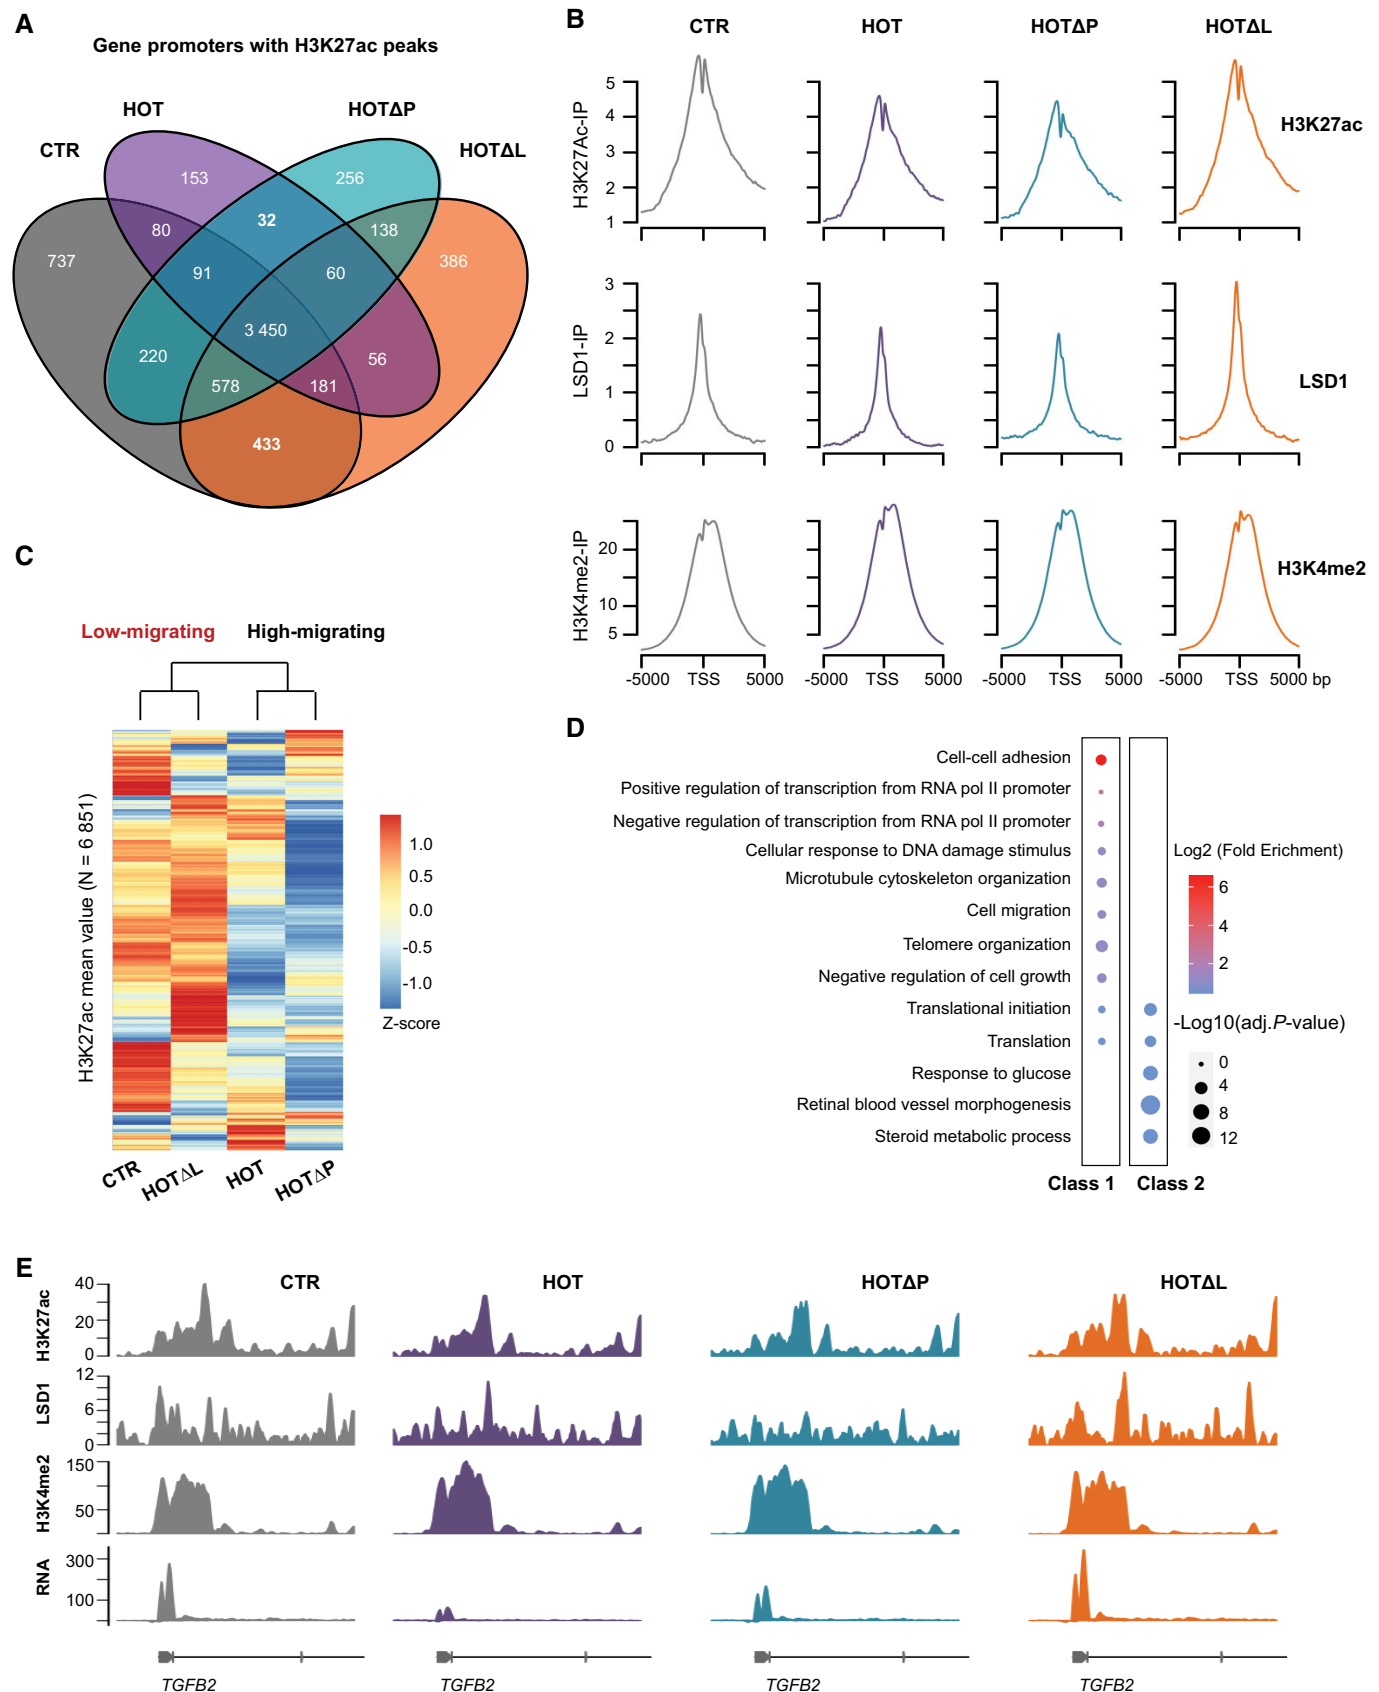 A
Gene promoters with H3K27ac peaks
HOT
HOTΔP
CTR
HOTΔL
153
256
80
32
138
737
91
60
386
3 450
220
56
578
181
433
B
CTR
HOT
HOTΔP
HOTΔL
H3K27Ac-IP
5
4
3
2
1
H3K27ac
LSD1-IP
3
2
1
0
LSD1
H3K4me2-IP
20
10
5
H3K4me2
-5000 TSS 5000
-5000 TSS 5000
-5000 TSS 5000
-5000 TSS 5000 bp
C
Low-migrating
High-migrating
H3K27ac mean value (N = 6 851)
1.0
0.5
0.0
-0.5
-1.0
Z-score
CTR
HOTΔL
HOT
HOTΔP
D
Cell-cell adhesion
Positive regulation of transcription from RNA pol II promoter
Negative regulation of transcription from RNA pol II promoter
Cellular response to DNA damage stimulus
Microtubule cytoskeleton organization
Cell migration
Telomere organization
Negative regulation of cell growth
Translational initiation
Translation
Response to glucose
Retinal blood vessel morphogenesis
Steroid metabolic process
Class 1
Class 2
Log2 (Fold Erichment)
6
4
2
-Log10(adj.P-value)
0
4
8
12
E
CTR
HOT
HOTΔP
HOTΔL
H3K27ac
40
20
0
LSD1
12
6
0
H3K4me2
150
50
RNA
300
100
TGFB2
TGFB2
TGFB2
TGFB2